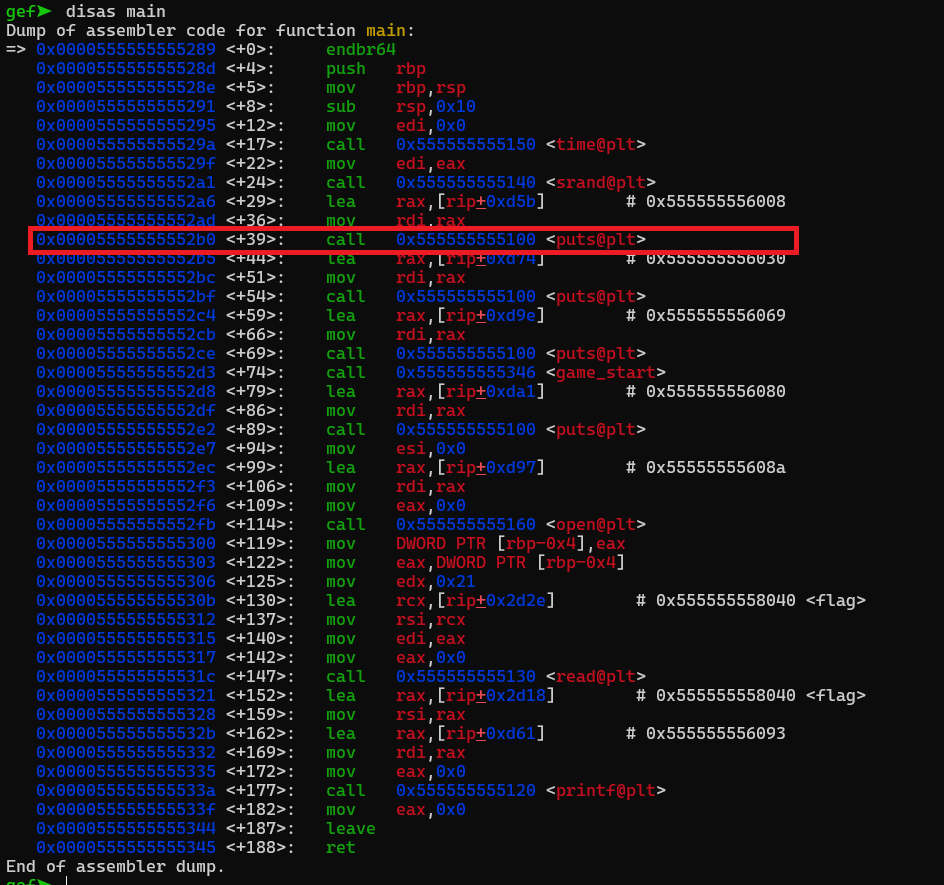 gef➤  disas main
Dump of assembler code for function main:
=> 0x0000555555555289 <+0>:     endbr64
   0x000055555555528d <+4>:     push   rbp
   0x000055555555528e <+5>:     mov    rbp,rsp
   0x0000555555555291 <+8>:     sub    rsp,0x10
   0x0000555555555295 <+12>:    mov    edi,0x0
   0x000055555555529a <+17>:    call   0x555555555150 <time@plt>
   0x000055555555529f <+22>:    mov    edi,eax
   0x00005555555552a1 <+24>:    call   0x555555555140 <srand@plt>
   0x00005555555552a6 <+29>:    lea    rax,[rip+0xd5b]        # 0x555555556008
   0x00005555555552ad <+36>:    mov    rdi,rax
   0x00005555555552b0 <+39>:    call   0x555555555100 <puts@plt>
   0x00005555555552b5 <+44>:    lea    rax,[rip+0xd74]        # 0x555555556030
   0x00005555555552bc <+51>:    mov    rdi,rax
   0x00005555555552bf <+54>:    call   0x555555555100 <puts@plt>
   0x00005555555552c4 <+59>:    lea    rax,[rip+0xd9e]        # 0x555555556069
   0x00005555555552cb <+66>:    mov    rdi,rax
   0x00005555555552ce <+69>:    call   0x555555555100 <puts@plt>
   0x00005555555552d3 <+74>:    call   0x555555555346 <game_start>
   0x00005555555552d8 <+79>:    lea    rax,[rip+0xda1]        # 0x555555556080
   0x00005555555552df <+86>:    mov    rdi,rax
   0x00005555555552e2 <+89>:    call   0x555555555100 <puts@plt>
   0x00005555555552e7 <+94>:    mov    esi,0x0
   0x00005555555552ec <+99>:    lea    rax,[rip+0xd97]        # 0x55555555608a
   0x00005555555552f3 <+106>:   mov    rdi,rax
   0x00005555555552f6 <+109>:   mov    eax,0x0
   0x00005555555552fb <+114>:   call   0x555555555160 <open@plt>
   0x0000555555555300 <+119>:   mov    DWORD PTR [rbp-0x4],eax
   0x0000555555555303 <+122>:   mov    eax,DWORD PTR [rbp-0x4]
   0x0000555555555306 <+125>:   mov    edx,0x21
   0x000055555555530b <+130>:   lea    rcx,[rip+0x2d2e]        # 0x555555558040 <flag>
   0x0000555555555312 <+137>:   mov    rsi,rcx
   0x0000555555555315 <+140>:   mov    edi,eax
   0x0000555555555317 <+142>:   mov    eax,0x0
   0x000055555555531c <+147>:   call   0x555555555130 <read@plt>
   0x0000555555555321 <+152>:   lea    rax,[rip+0x2d18]        # 0x555555558040 <flag>
   0x0000555555555328 <+159>:   mov    rsi,rax
   0x000055555555532b <+162>:   lea    rax,[rip+0xd61]        # 0x555555556093
   0x0000555555555332 <+169>:   mov    rdi,rax
   0x0000555555555335 <+172>:   mov    eax,0x0
   0x000055555555533a <+177>:   call   0x555555555120 <printf@plt>
   0x000055555555533f <+182>:   mov    eax,0x0
   0x0000555555555344 <+187>:   leave
   0x0000555555555345 <+188>:   ret
End of assembler dump.
gef➤